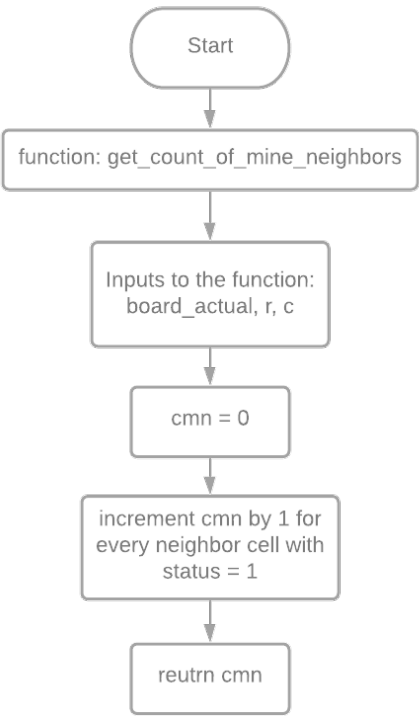 Start
function: get_count_of_mine_neighbors
Inputs to the function:
board_actual, r, c
cmn = 0
increment cmn by 1 for
every neighbor cell with
status = 1
reutrn cmn